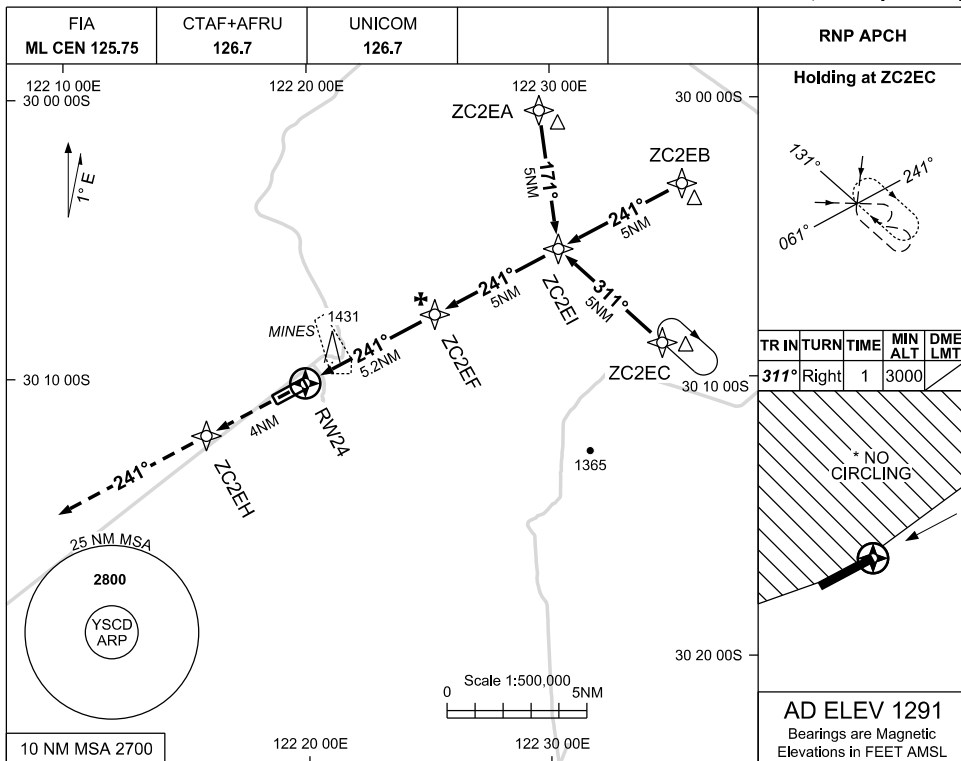 FIA
ML CEN 125.75
CTAF+AFRU
126.7
UNICOM
126.7
RNP APCH
122 10 00E
30 00 00S
122 20 00E
122 30 00E
30 00 00S
1° E
ZC2EA
171°
5NM
ZC2EB
241°
5NM
ZC2EI
241°
5NM
311°
5NM
ZC2EC
ZC2EF
MINES
1431
241°
5.2NM
RW24
30 10 00S
30 10 00S
4NM
ZC2EH
241°
1365
25 NM MSA
2800
YSCD
ARP
30 20 00S
Scale 1:500,000
0
5NM
10 NM MSA 2700
122 20 00E
122 30 00E
Holding at ZC2EC
131°
241°
061°
TR IN
TURN
TIME
MIN
ALT
DME
LMT
311°
Right
1
3000
* NO
CIRCLING
AD ELEV 1291
Bearings are Magnetic
Elevations in FEET AMSL